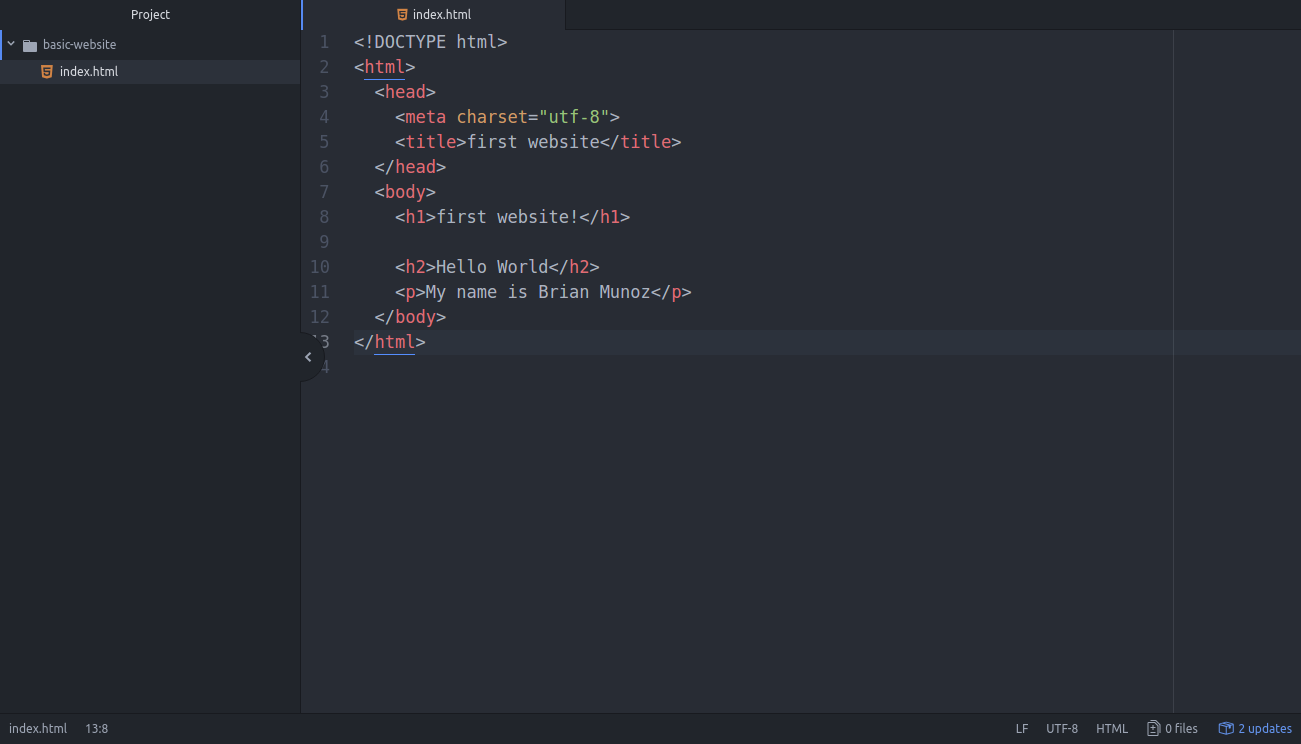 Project
index.html
basic-website
index.html
1 <!DOCTYPE html>
2 <html>
3 <head>
4 <meta charset="utf-8">
5 <title>first website</title>
6 </head>
7 <body>
8 <h1>first website!</h1>
9
10 <h2>Hello World</h2>
11 <p>My name is Brian Munoz</p>
12 </body>
13 </html>
4
index.html 13:8 LF UTF-8 HTML 0 files 2 updates